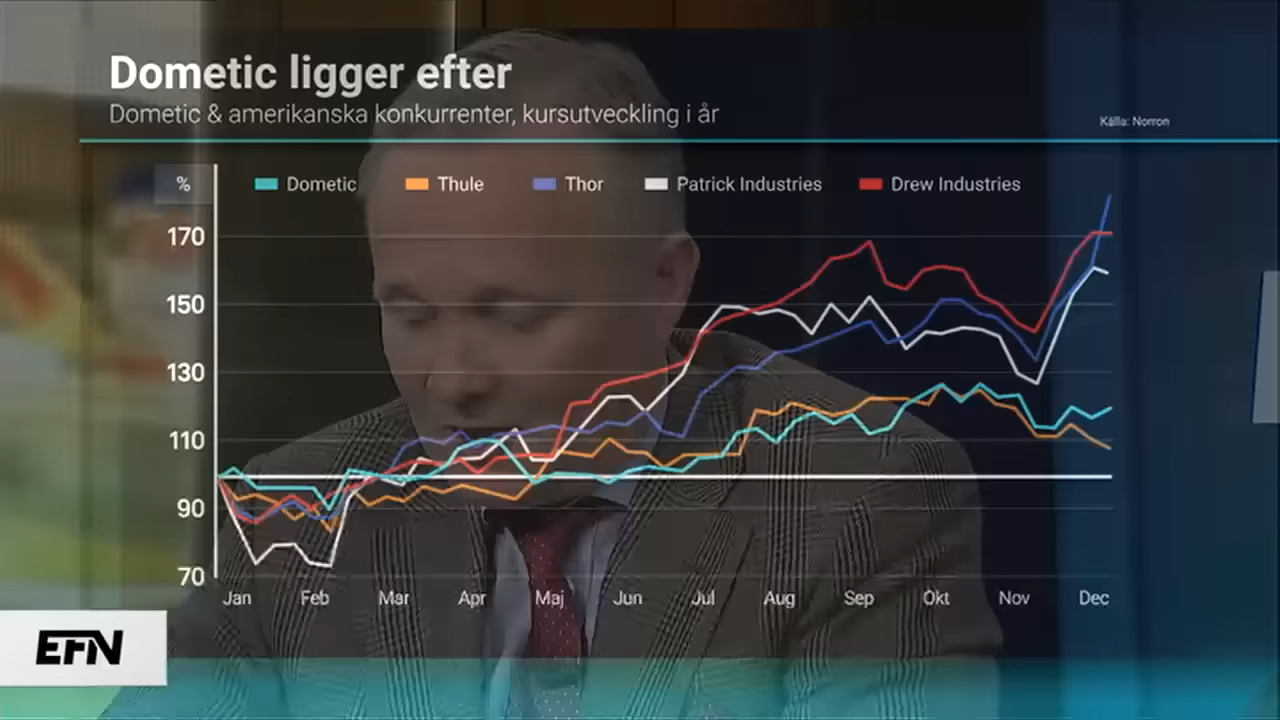 Dometic ligger efter
Dometic & amerikanska konkurrenter, kursutveckling i år
Källa: Norron
% Dometic Thule Thor Patrick Industries Drew Industries
170
150
130
110
90
70
Jan Feb Mar Apr Maj Jun Jul Aug Sep Okt Nov Dec
EFN